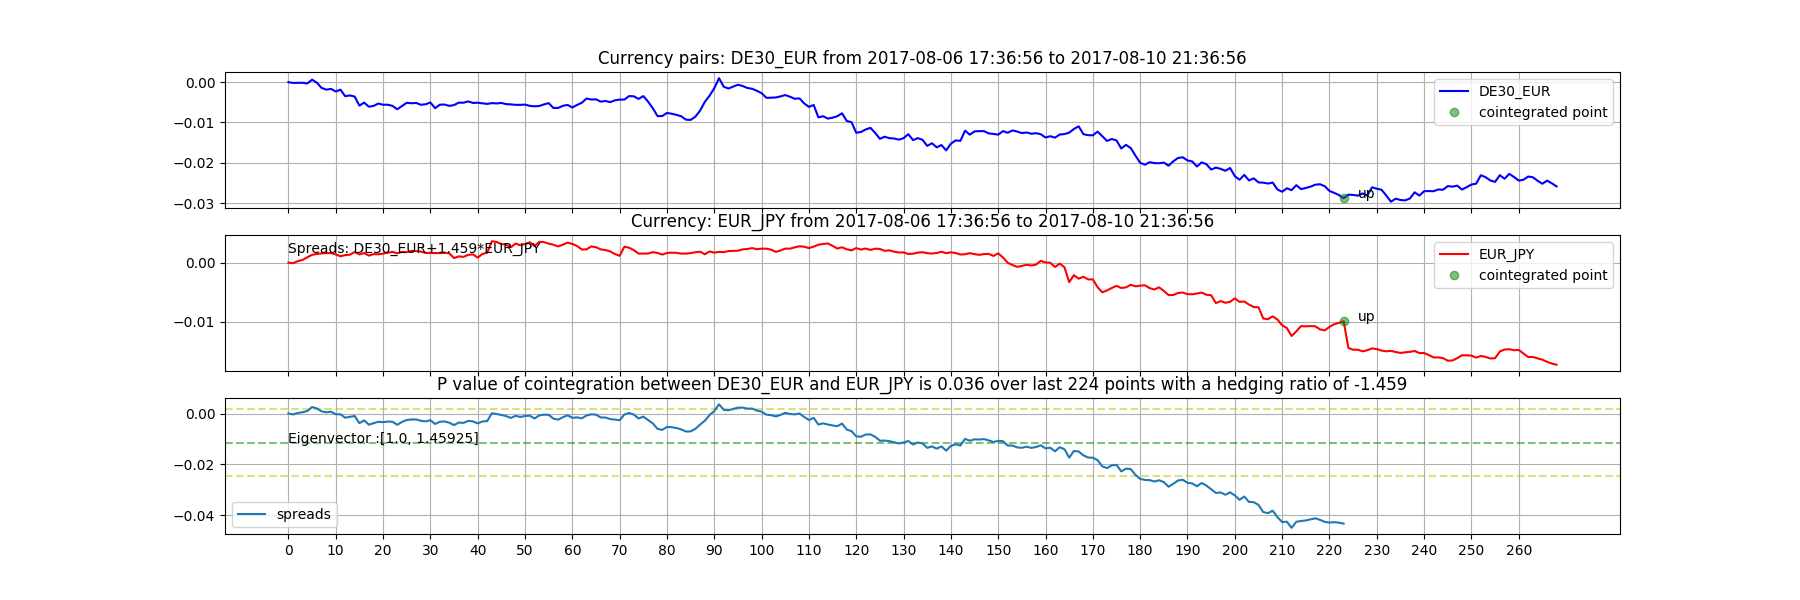 Currency pairs: DE30_EUR from 2017-08-06 17:36:56 to 2017-08-10 21:36:56
0.00
−0.01
−0.02
−0.03
DE30_EUR
cointegrated point
up
Currency: EUR_JPY from 2017-08-06 17:36:56 to 2017-08-10 21:36:56
Spreads: DE30_EUR+1.459*EUR_JPY
0.00
−0.01
EUR_JPY
cointegrated point
up
P value of cointegration between DE30_EUR and EUR_JPY is 0.036 over last 224 points with a hedging ratio of -1.459
0.00
−0.02
−0.04
Eigenvector :[1.0, 1.45925]
spreads
0 10 20 30 40 50 60 70 80 90 100 110 120 130 140 150 160 170 180 190 200 210 220 230 240 250 260